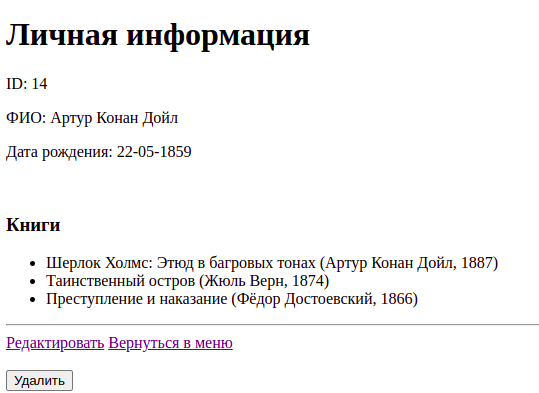 Личная информация
ID: 14
ФИО: Артур Конан Дойл
Дата рождения: 22-05-1859
Книги
Шерлок Холмс: Этюд в багровых тонах (Артур Конан Дойл, 1887)
Таинственный остров (Жюль Верн, 1874)
Преступление и наказание (Фёдор Достоевский, 1866)
Редактировать Вернуться в меню
Удалить